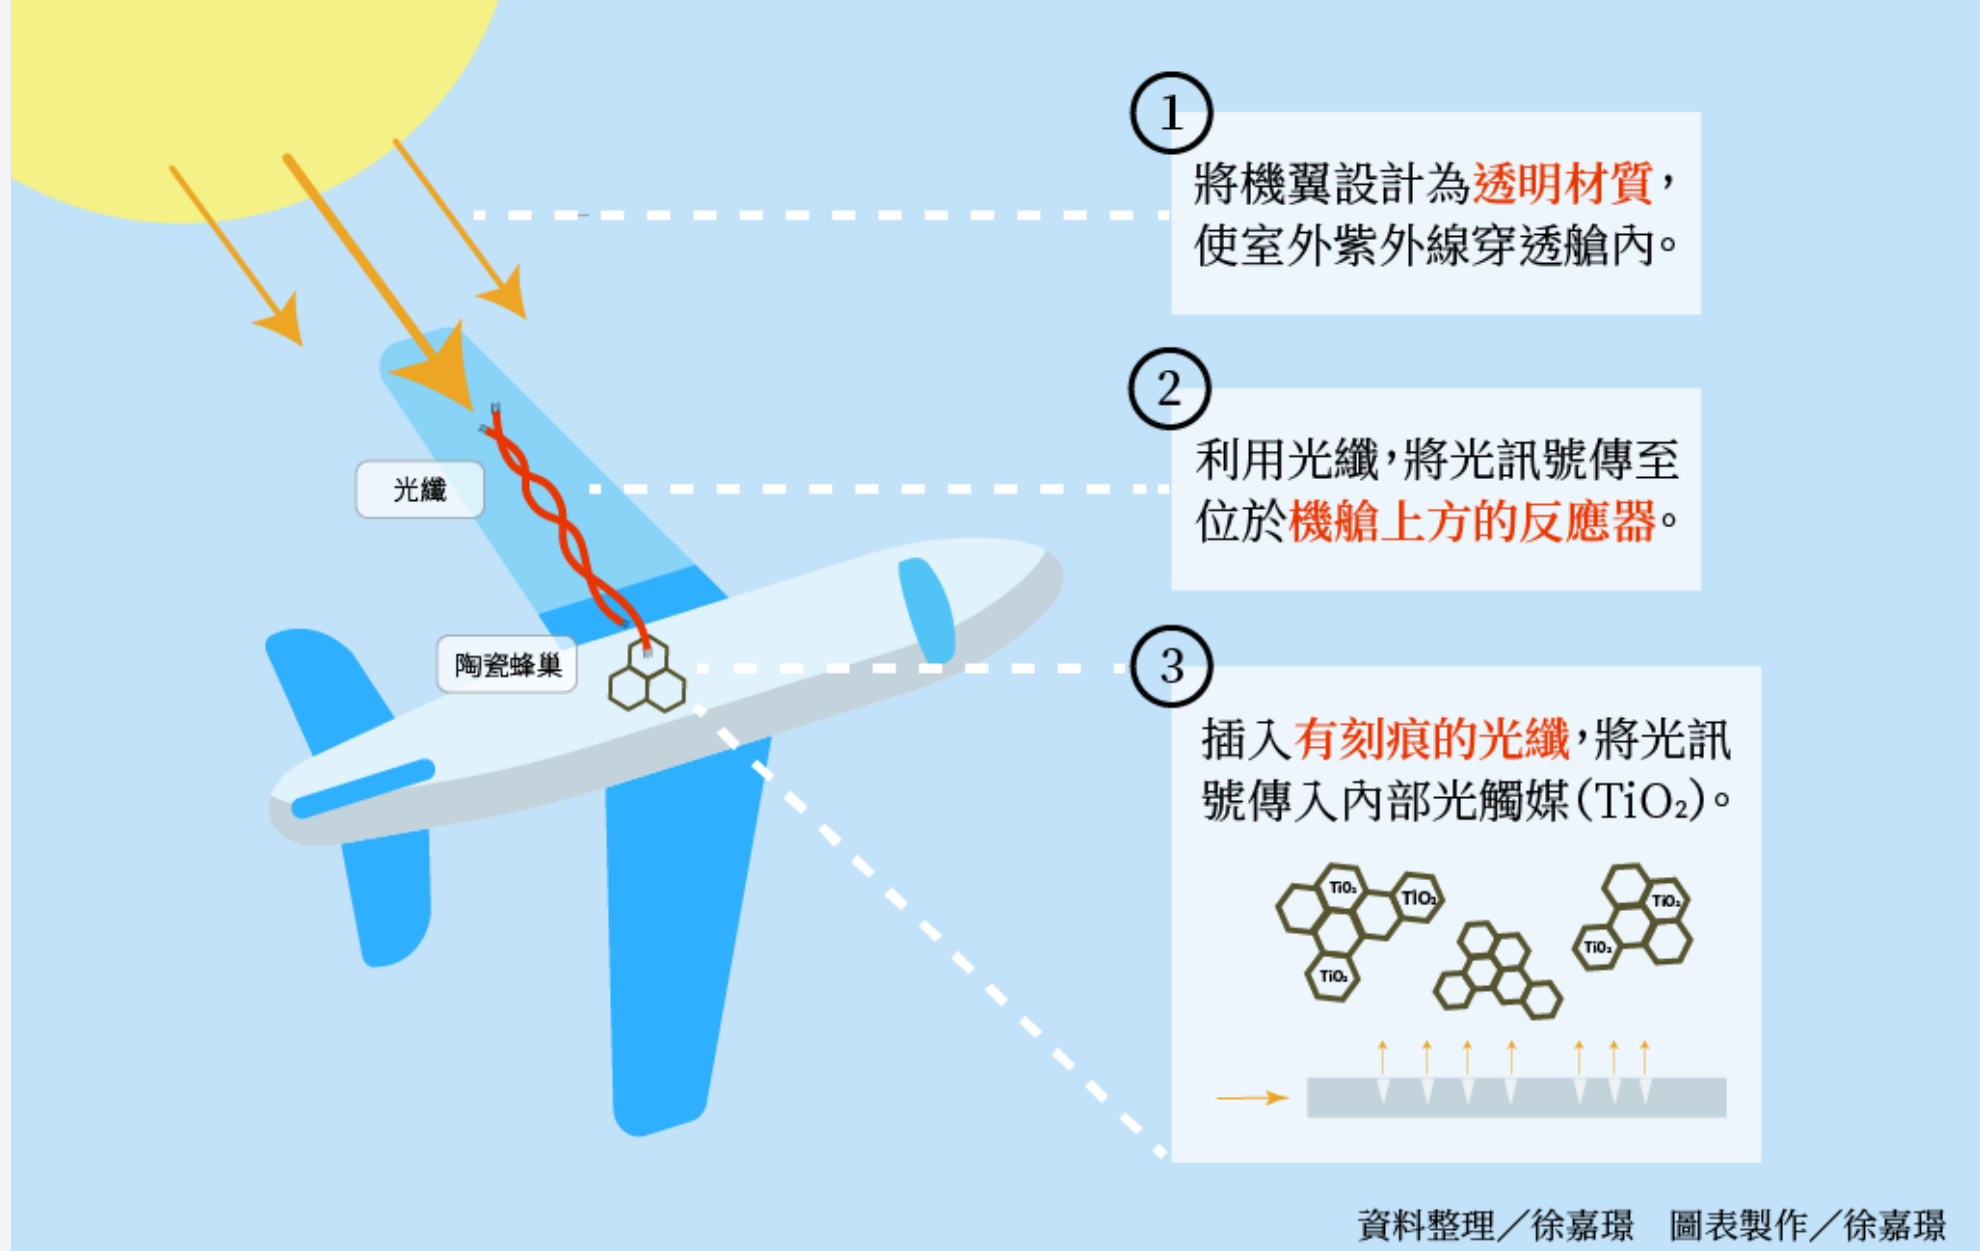 1
將機翼設計為透明材質，
使室外紫外線穿透艙內。
光纖
2
利用光纖，將光訊號傳至
位於機艙上方的反應器。
陶瓷蜂巢
3
插入有刻痕的光纖，將光訊
號傳入內部光觸媒(TiO₂)。
TiO₂
TiO₂
TiO₂
TiO₂
TiO₂
資料整理／徐嘉璟　圖表製作／徐嘉璟